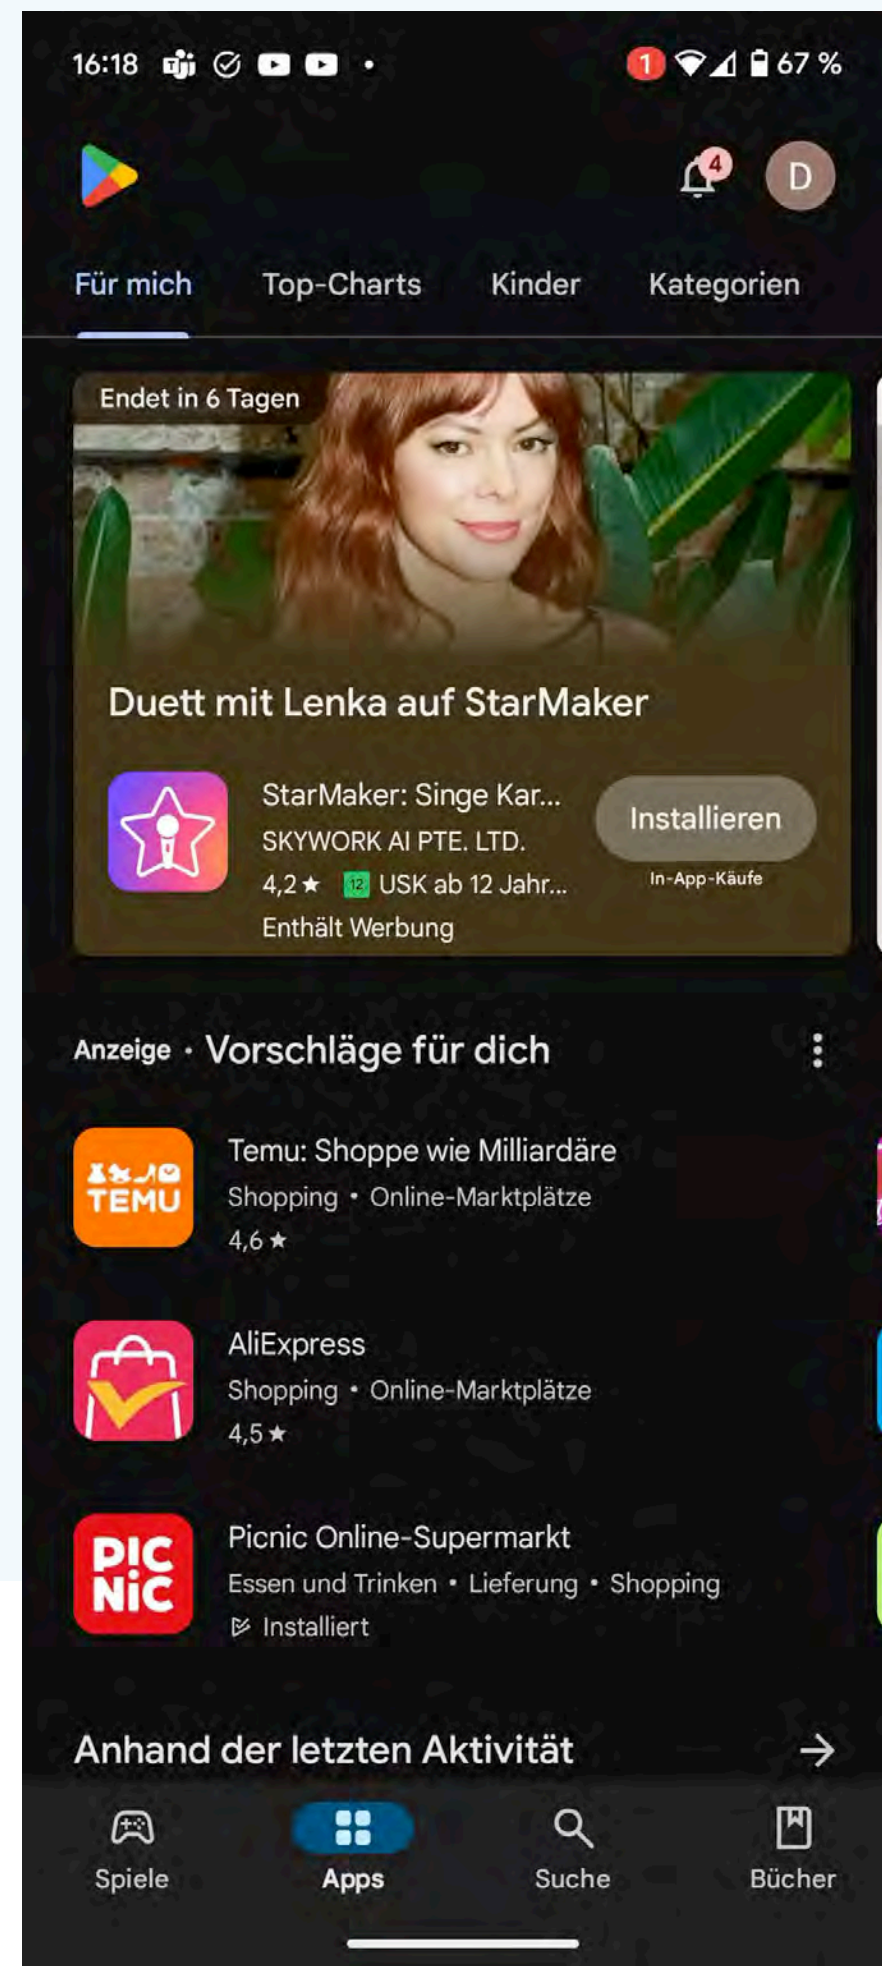 16:18
1
67 %
4
D
Für mich
Top-Charts
Kinder
Kategorien
Endet in 6 Tagen
Duett mit Lenka auf StarMaker
StarMaker: Singe Kar...
SKYWORK AI PTE. LTD.
4,2★ 12 USK ab 12 Jahr...
Enthält Werbung
Installieren
In-App-Käufe
Anzeige · Vorschläge für dich
TEMU
Temu: Shoppe wie Milliardäre
Shopping • Online-Marktplätze
4,6 ★
AliExpress
Shopping • Online-Marktplätze
4,5 ★
PIC
NiC
Picnic Online-Supermarkt
Essen und Trinken • Lieferung • Shopping
Installiert
Anhand der letzten Aktivität
Spiele
Apps
Suche
Bücher